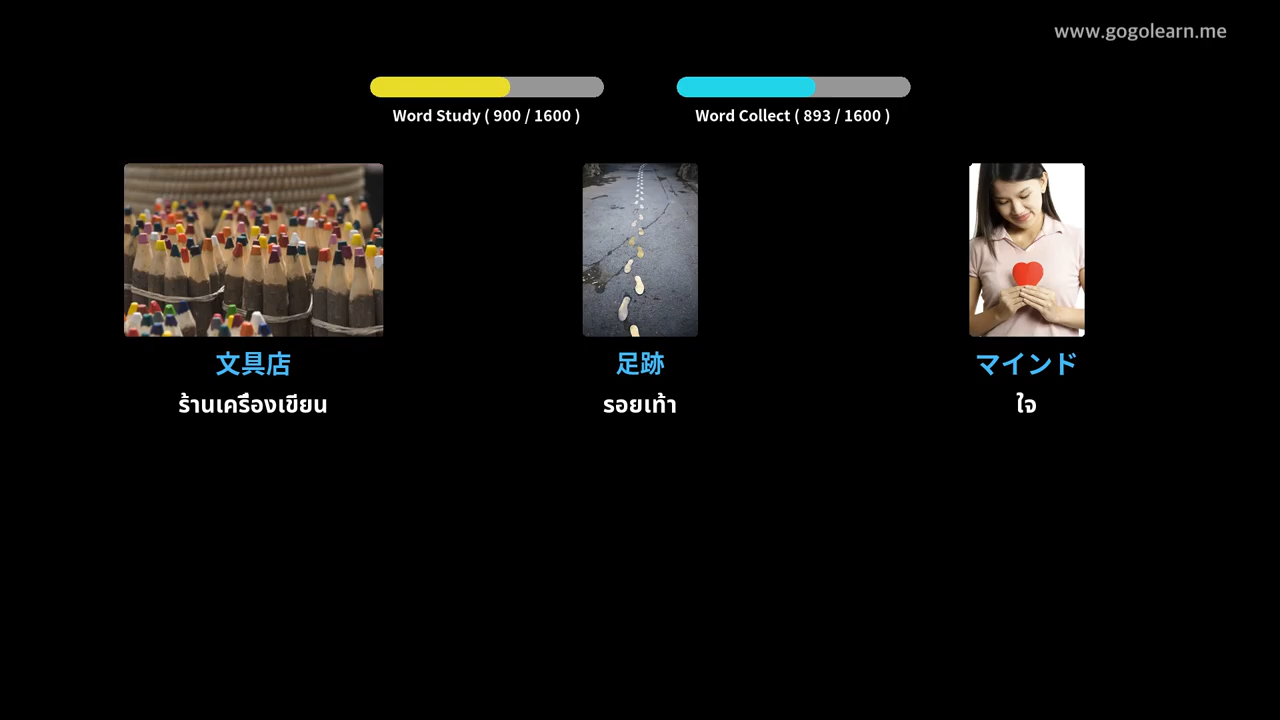 www.gogolearn.me
Word Study ( 900 / 1600 )
Word Collect ( 893 / 1600 )
文具店
足跡
マインド
ร้านเครื่องเขียน
รอยเท้า
ใจ